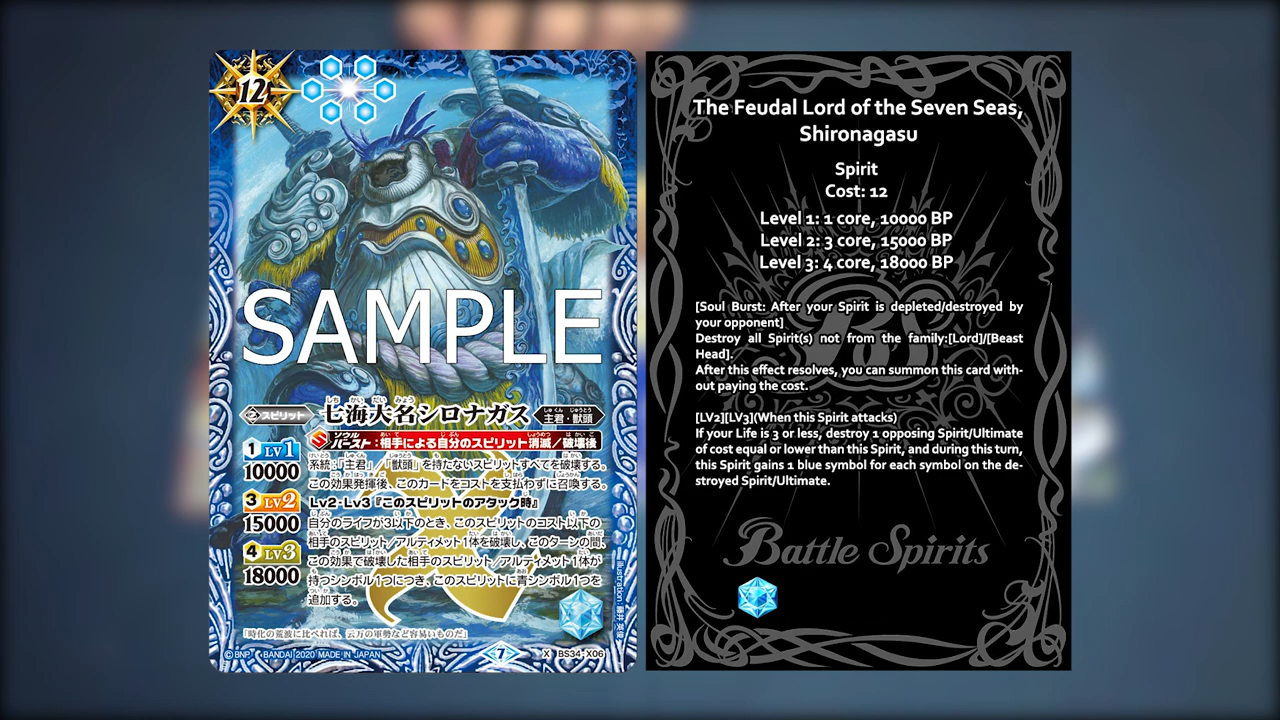 12
SAMPLE
スピリット
七海大名シロナガス
しちかいだいみょう
主君・獣頭
しゅくん じゅうとう
ソウルバースト:相手による自分のスピリット消滅/破壊後
1 LV1
10000
系統:「主君」/「獣頭」を持たないスピリットすべてを破壊する。
この効果発揮後、このカードをコストを支払わずに召喚する。
3 LV2
15000
Lv2-Lv3『このスピリットのアタック時』
自分のライフが3以下のとき、このスピリットのコスト以下の
相手のスピリット/アルティメット1体を破壊し、このターンの間、
4 LV3
18000
この効果で破壊した相手のスピリット/アルティメット1体が
持つシンボル1つにつき、このスピリットに青シンボル1つを
追加する。
「時化の荒波に比べれば、云万の軍勢など容易いものだ」
©BNP BANDAI 2020 MADE IN JAPAN
7
X BS34-X06
The Feudal Lord of the Seven Seas,
Shironagasu
Spirit
Cost: 12
Level 1: 1 core, 10000 BP
Level 2: 3 core, 15000 BP
Level 3: 4 core, 18000 BP
[Soul Burst: After your Spirit is depleted/destroyed by
your opponent]
Destroy all Spirit(s) not from the family:[Lord]/[Beast
Head].
After this effect resolves, you can summon this card with-
out paying the cost.
[LV2][LV3](When this Spirit attacks)
If your Life is 3 or less, destroy 1 opposing Spirit/Ultimate
of cost equal or lower than this Spirit, and during this turn,
this Spirit gains 1 blue symbol for each symbol on the de-
stroyed Spirit/Ultimate.
Battle Spirits